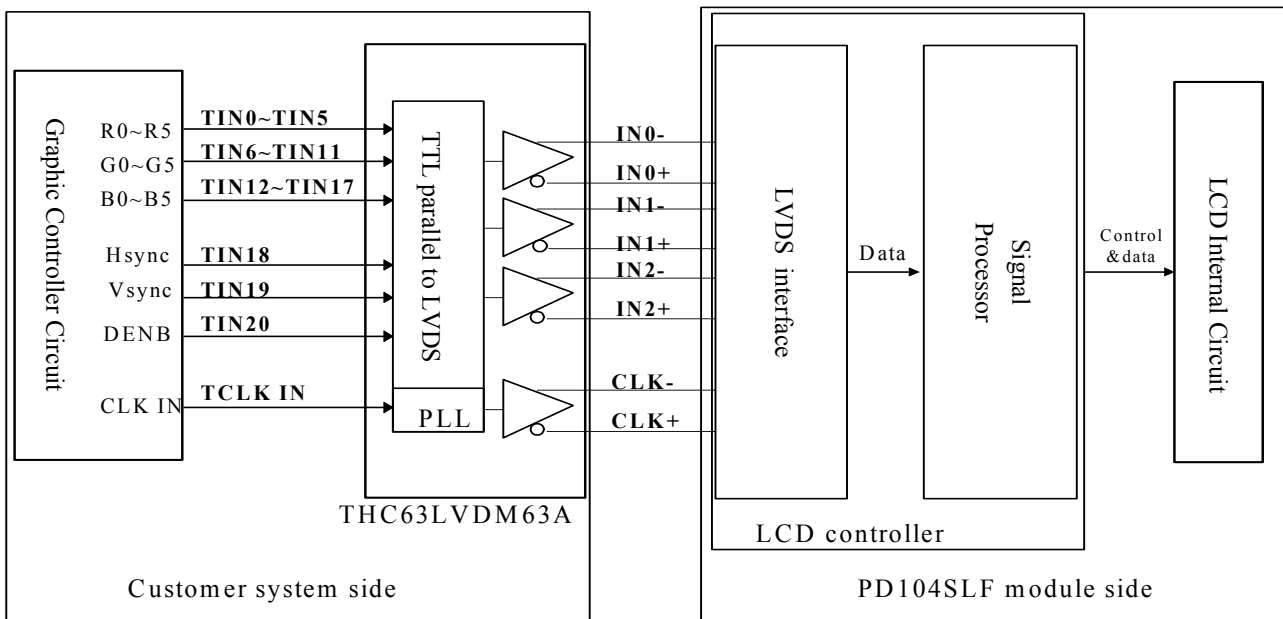 Graphic Controller Circuit
R0~R5
G0~G5
B0~B5
Hsync
Vsync
DENB
CLK IN
TIN0~TIN5
TIN6~TIN11
TIN12~TIN17
TIN18
TIN19
TIN20
TCLK IN
TTL parallel to LVDS
PLL
THC63LVDM63A
Customer system side
IN0-
IN0+
IN1-
IN1+
IN2-
IN2+
CLK-
CLK+
LVDS interface
Data
Signal
Processor
LCD controller
Control
&data
LCD Internal Circuit
PD104SLF module side